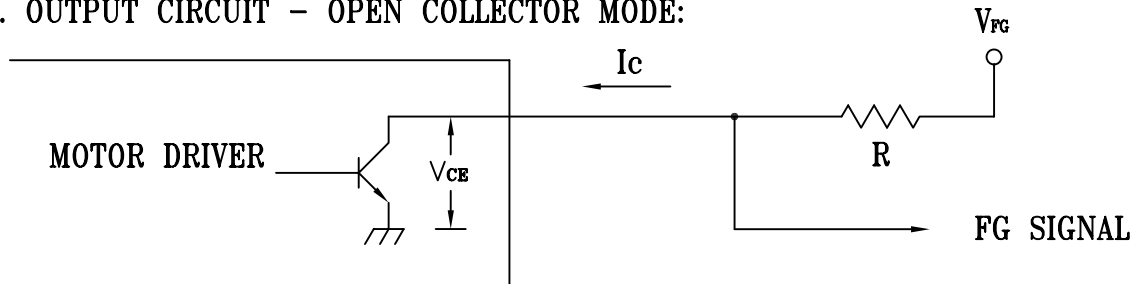 . OUTPUT CIRCUIT - OPEN COLLECTOR MODE:
VFG
Ic
MOTOR DRIVER
VCE
R
FG SIGNAL